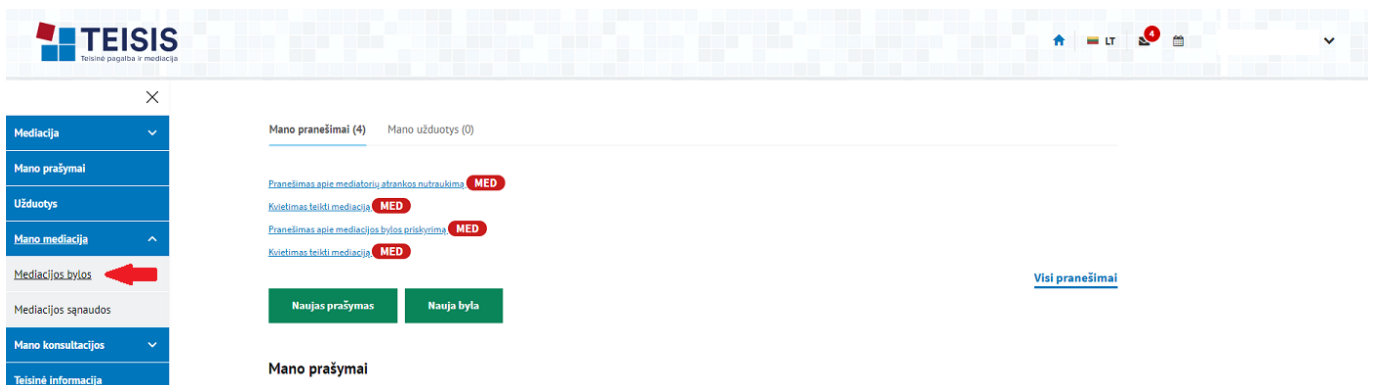 TEISIS
Teisinė pagalba ir mediacija
LT
4
Mediacija
Mano prašymai
Užduotys
Mano mediacija
Mediacijos bylos
Mediacijos sąnaudos
Mano konsultacijos
Teisinė informacija
Mano pranešimai (4) Mano užduotys (0)
Pranešimas apie mediatorių atrankos nutraukimą MED
Kvietimas teikti mediaciją MED
Pranešimas apie mediacijos bylos priskyrimą MED
Kvietimas teikti mediaciją MED
Visi pranešimai
Naujas prašymas Nauja byla
Mano prašymai